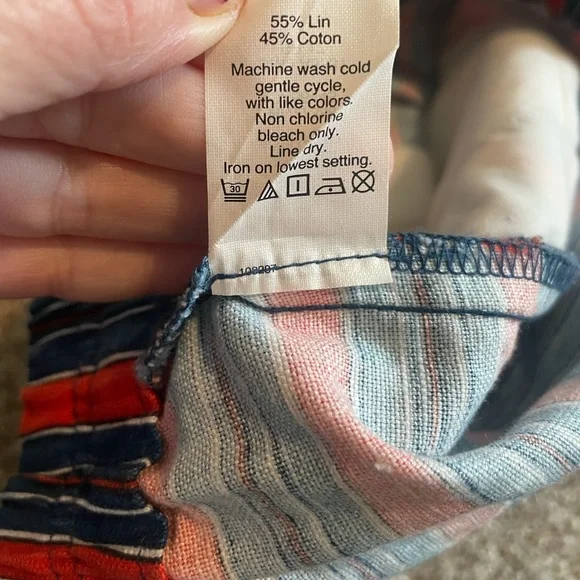 55% Lin
45% Coton
Machine wash cold
gentle cycle,
with like colors.
Non chlorine
bleach only.
Line dry.
Iron on lowest setting.
30